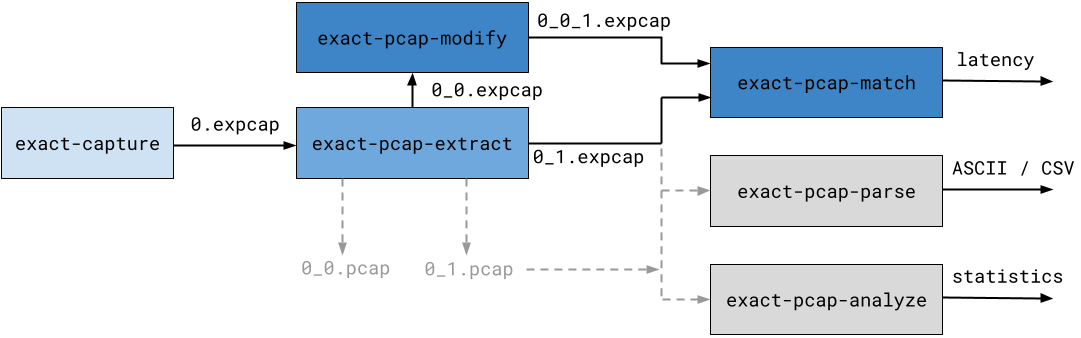 exact-pcap-modify
0_0_1.expcap
exact-pcap-match
latency
0_0.expcap
exact-capture
0.expcap
exact-pcap-extract
0_1.expcap
exact-pcap-parse
ASCII / CSV
0_0.pcap
0_1.pcap
exact-pcap-analyze
statistics